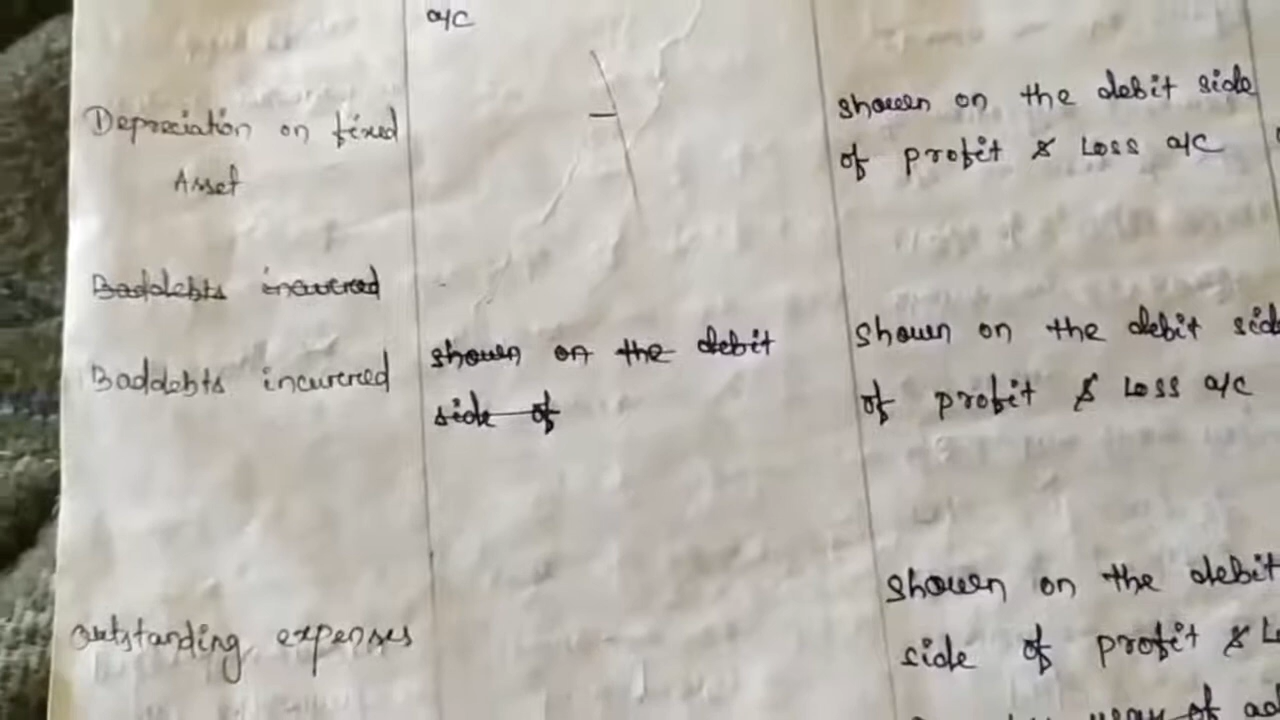 a/c
Depreciation on fixed
Asset
shown on the debit side
of profit & Loss a/c
Baddebts incurred
Baddebts incurred
shown on the debit
side of
shown on the debit
of profit & Loss a/c
outstanding expenses
shown on the debit
side of profit &
year of